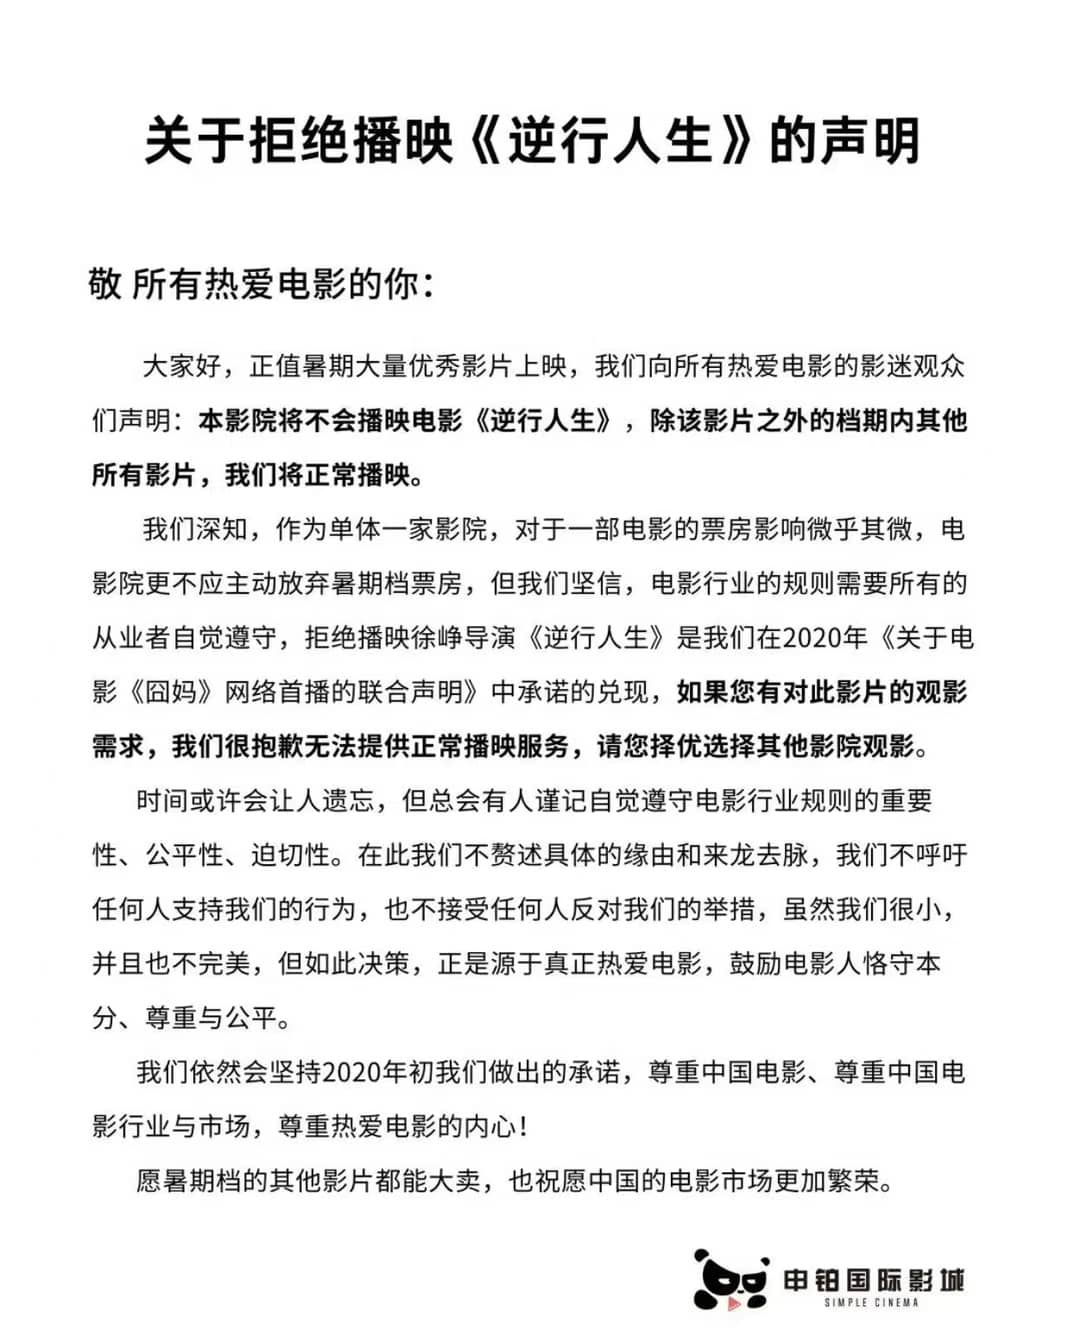 关于拒绝播映《逆行人生》的声明
敬 所有热爱电影的你：
大家好，正值暑期大量优秀影片上映，我们向所有热爱电影的影迷观众
们声明：本影院将不会播映电影《逆行人生》，除该影片之外的档期内其他
所有影片，我们将正常播映。
我们深知，作为单体一家影院，对于一部电影的票房影响微乎其微，电
影院更不应主动放弃暑期档票房，但我们坚信，电影行业的规则需要所有的
从业者自觉遵守，拒绝播映徐峥导演《逆行人生》是我们在2020年《关于电
影《囧妈》网络首播的联合声明》中承诺的兑现，如果您有对此影片的观影
需求，我们很抱歉无法提供正常播映服务，请您择优选择其他影院观影。
时间或许会让人遗忘，但总会有人谨记自觉遵守电影行业规则的重要
性、公平性、迫切性。在此我们不赘述具体的缘由和来龙去脉，我们不呼吁
任何人支持我们的行为，也不接受任何人反对我们的举措，虽然我们很小，
并且也不完美，但如此决策，正是源于真正热爱电影，鼓励电影人恪守本
分、尊重与公平。
我们依然会坚持2020年初我们做出的承诺，尊重中国电影、尊重中国电
影行业与市场，尊重热爱电影的内心！
愿暑期档的其他影片都能大卖，也祝愿中国的电影市场更加繁荣。
申铂国际影城
SIMPLE CINEMA